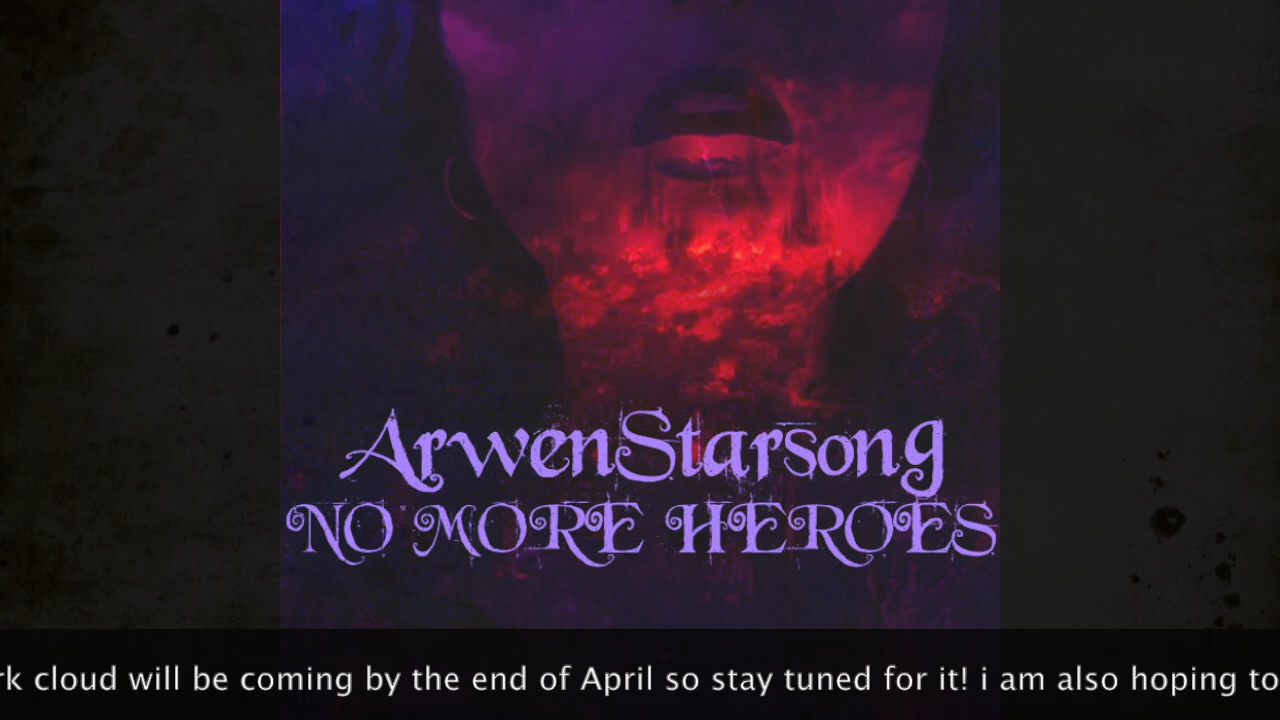 ArwenStarsong
NO MORE HEROES
rk cloud will be coming by the end of April so stay tuned for it! i am also hoping to